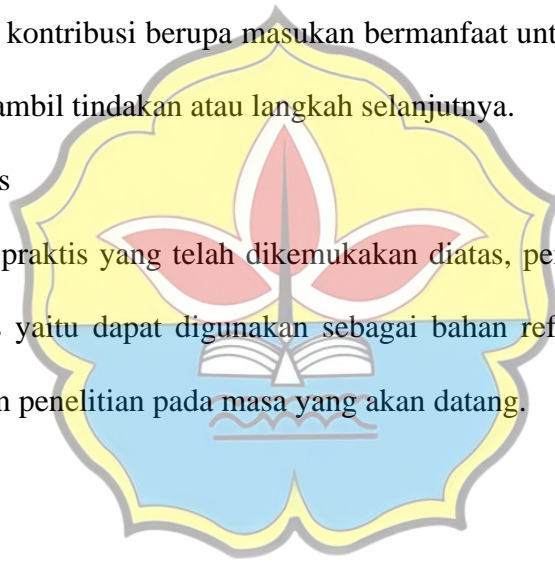 kontribusi berupa masukan bermanfaat unt
ambil tindakan atau langkah selanjutnya.
s
praktis yang telah dikemukakan diatas, pe
yaitu dapat digunakan sebagai bahan ref
n penelitian pada masa yang akan datang.